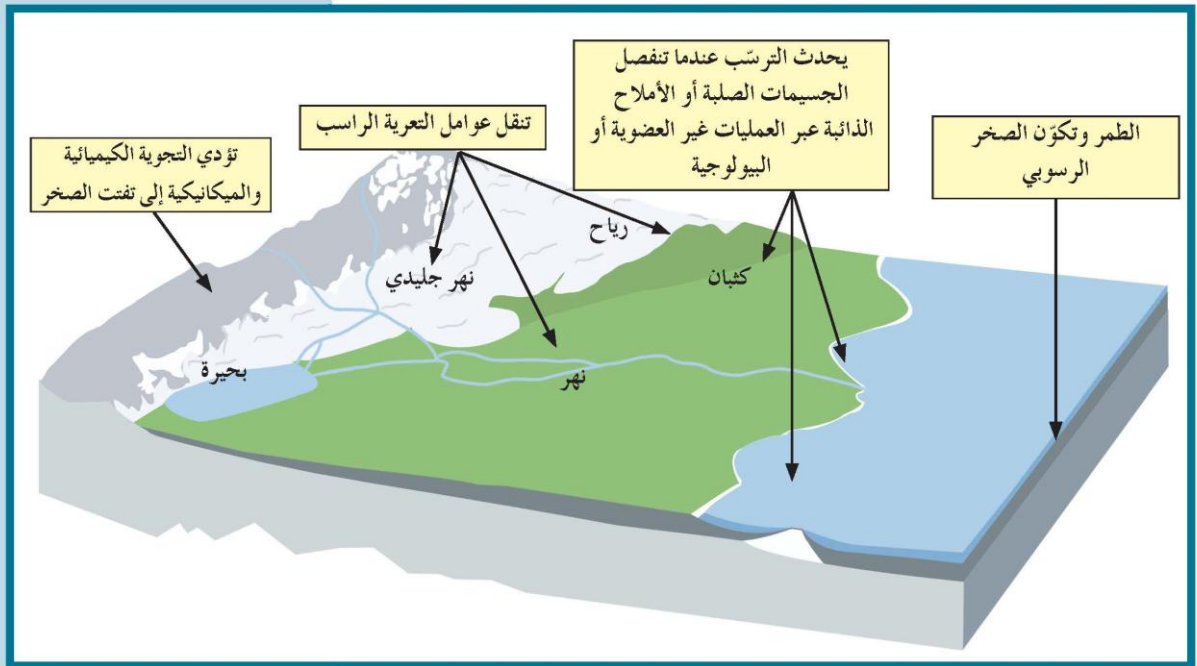 يحدث الترسّب عندما تنفصل
الجسيمات الصلبة أو الأملاح
الذائبة عبر العمليات غير العضوية أو
البيولوجية
الطمر وتكوّن الصخر
الرسوبي
تنقل عوامل التعرية الراسب
تؤدي التجوية الكيميائية
والميكانيكية إلى تفتت الصخر
رياح
كثبان
نهر جليدي
بحيرة
نهر